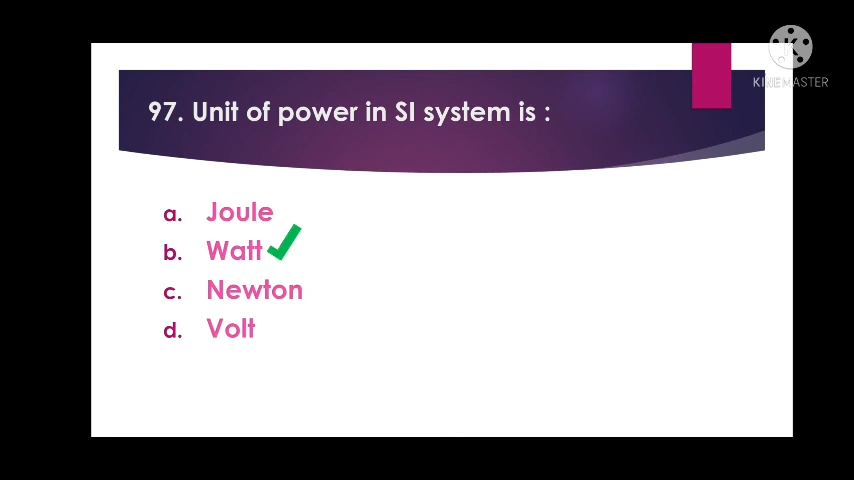 97. Unit of power in SI system is :
KINEMASTER
a. Joule
b. Watt
c. Newton
d. Volt